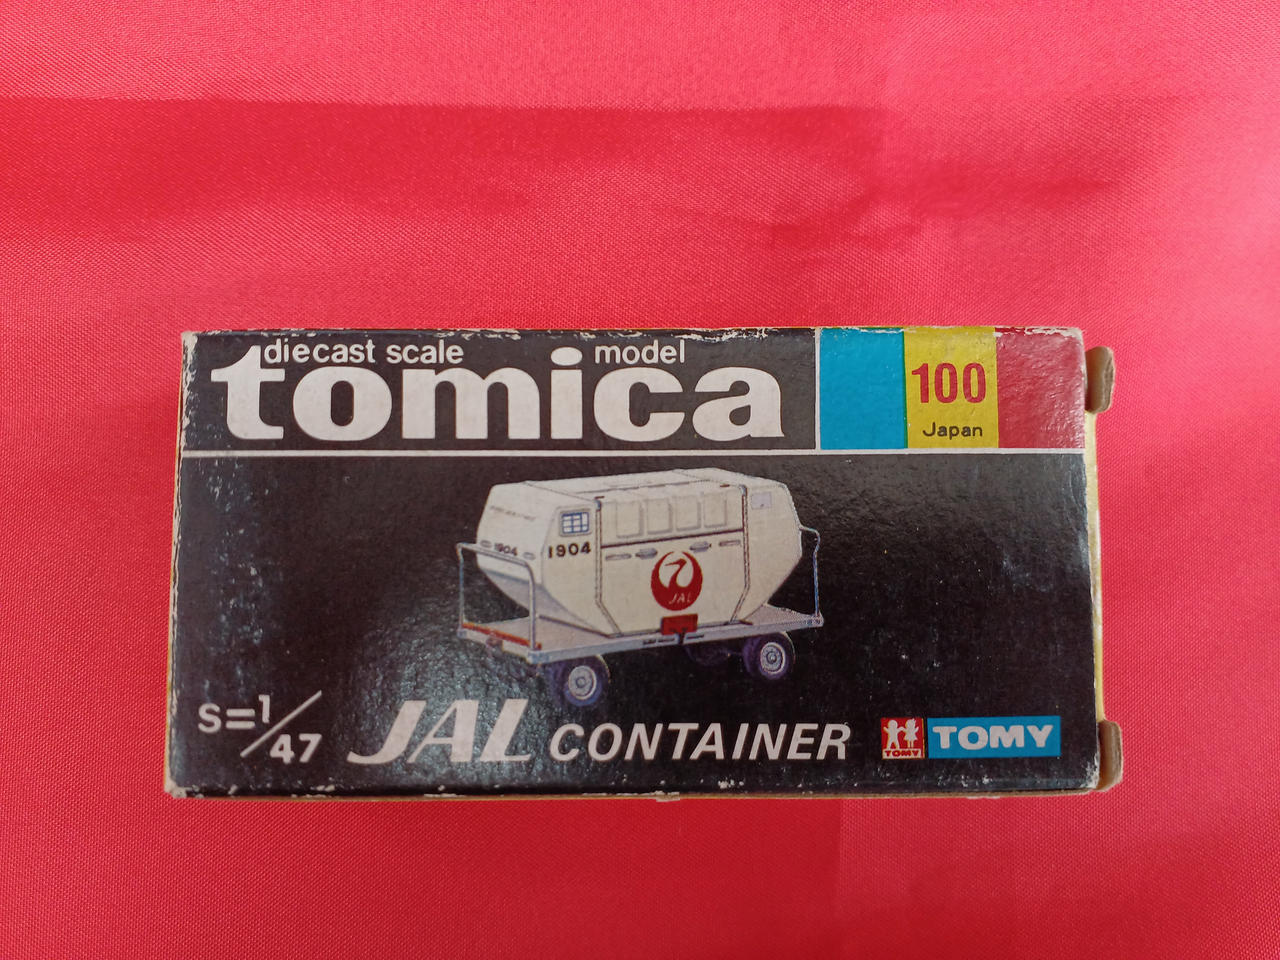 diecast scale model
tomica
100
Japan
1904
1904
JAL
S=1/47
JAL CONTAINER
TOMY
TOMY